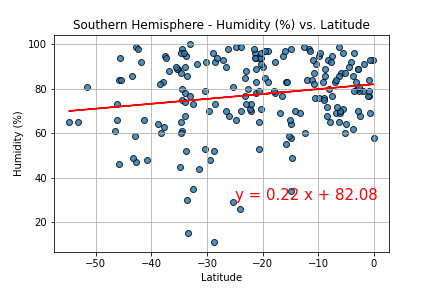 Southern Hemisphere - Humidity (%) vs. Latitude
100
80
60
40
20
Humidity (%)
y = 0.22 x + 82.08
−50
−40
−30
−20
−10
0
Latitude